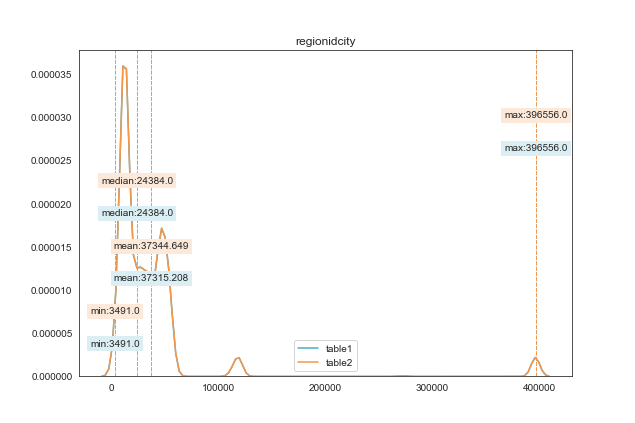 regionidcity
0.000035
0.000030
0.000025
0.000020
0.000015
0.000010
0.000005
0.000000
max:396556.0
max:396556.0
median:24384.0
median:24384.0
mean:37344.649
mean:37315.208
min:3491.0
min:3491.0
table1
table2
0 100000 200000 300000 400000